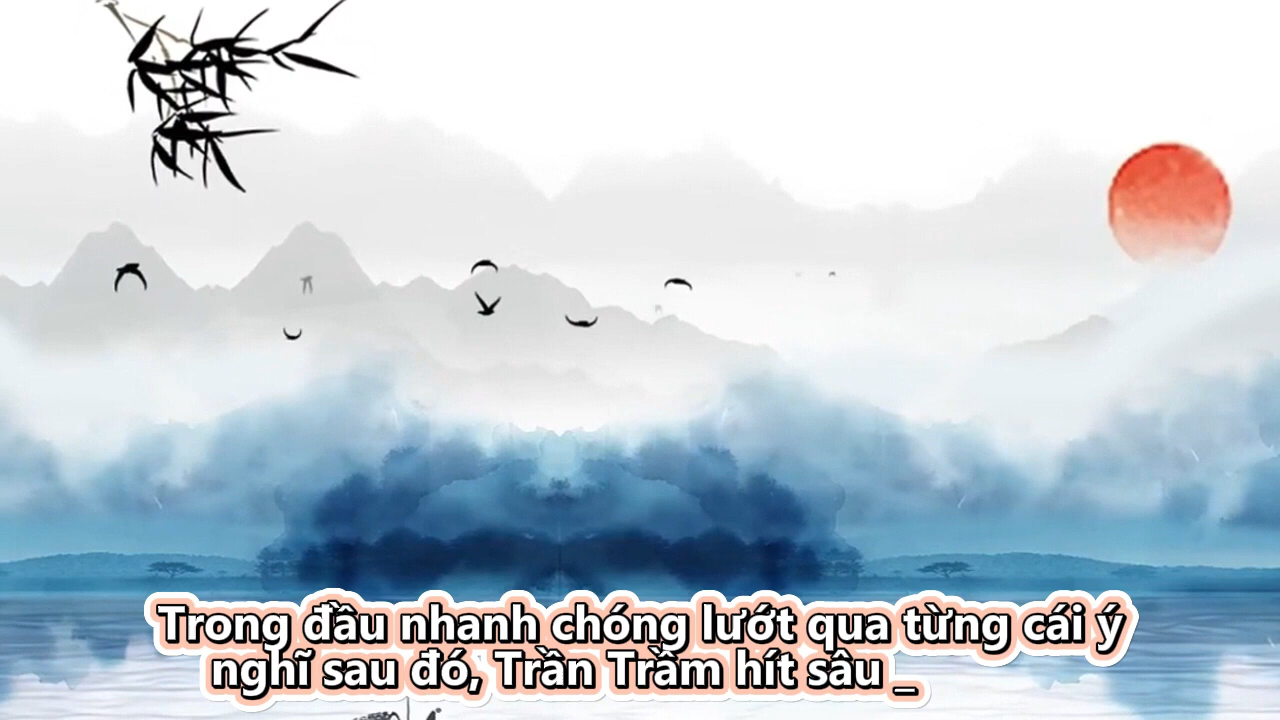 Trong đầu nhanh chóng lướt qua từng cái ý
nghĩ sau đó, Trần Trầm hít sâu _